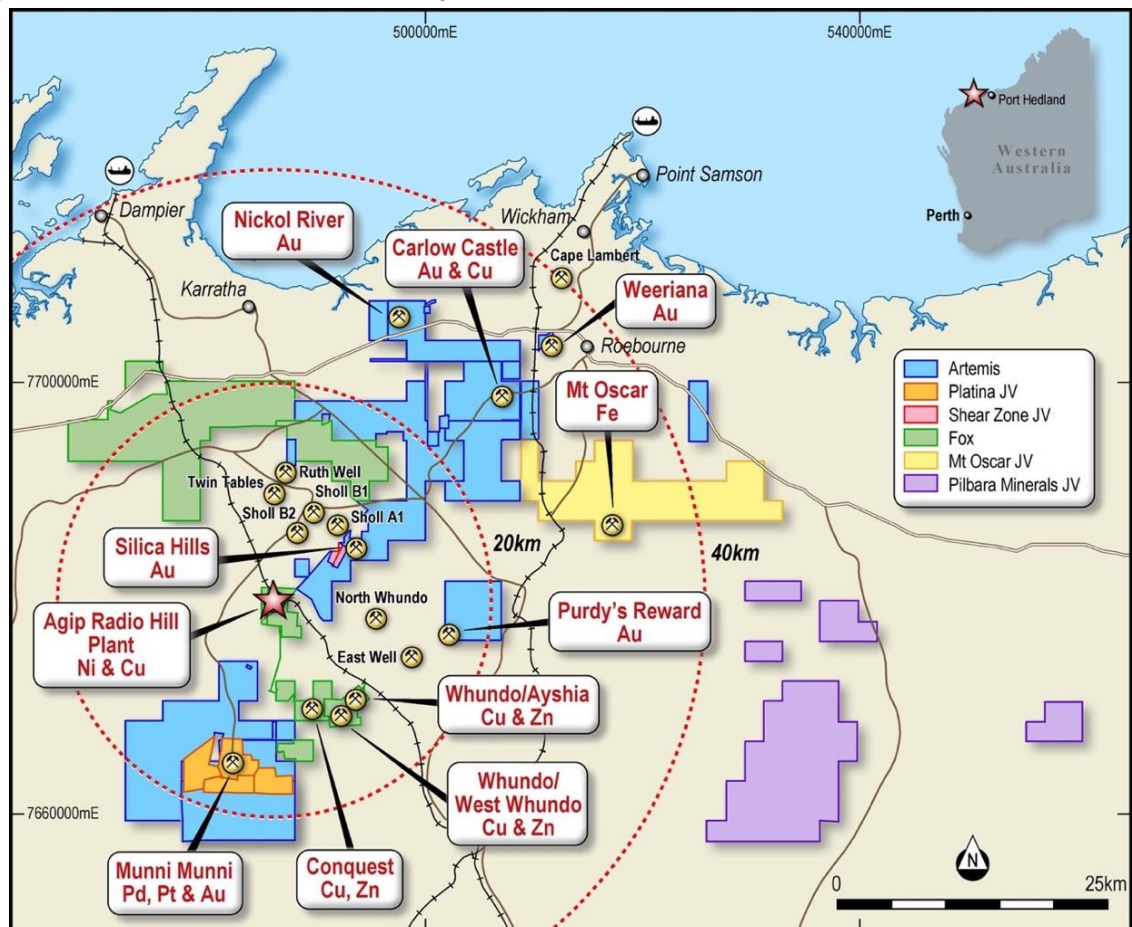 500000mE
540000mE
Port Hedland
Western
Australia
Perth
Point Samson
Dampier
Wickham
Nickol River
Au
Carlow Castle
Au & Cu
Cape Lambert
Weeriana
Au
Karratha
Roebourne
7700000mE
Mt Oscar
Fe
Artemis
Platina JV
Shear Zone JV
Fox
Mt Oscar JV
Pilbara Minerals JV
Ruth Well
Twin Tables
Sholl B1
Sholl B2
Sholl A1
20km
40km
Silica Hills
Au
North Whundo
Agip Radio Hill
Plant
Ni & Cu
Purdy's Reward
Au
East Well
Whundo/Ayshia
Cu & Zn
Whundo/
West Whundo
Cu & Zn
7660000mE
Munni Munni
Pd, Pt & Au
Conquest
Cu, Zn
N
0
25km